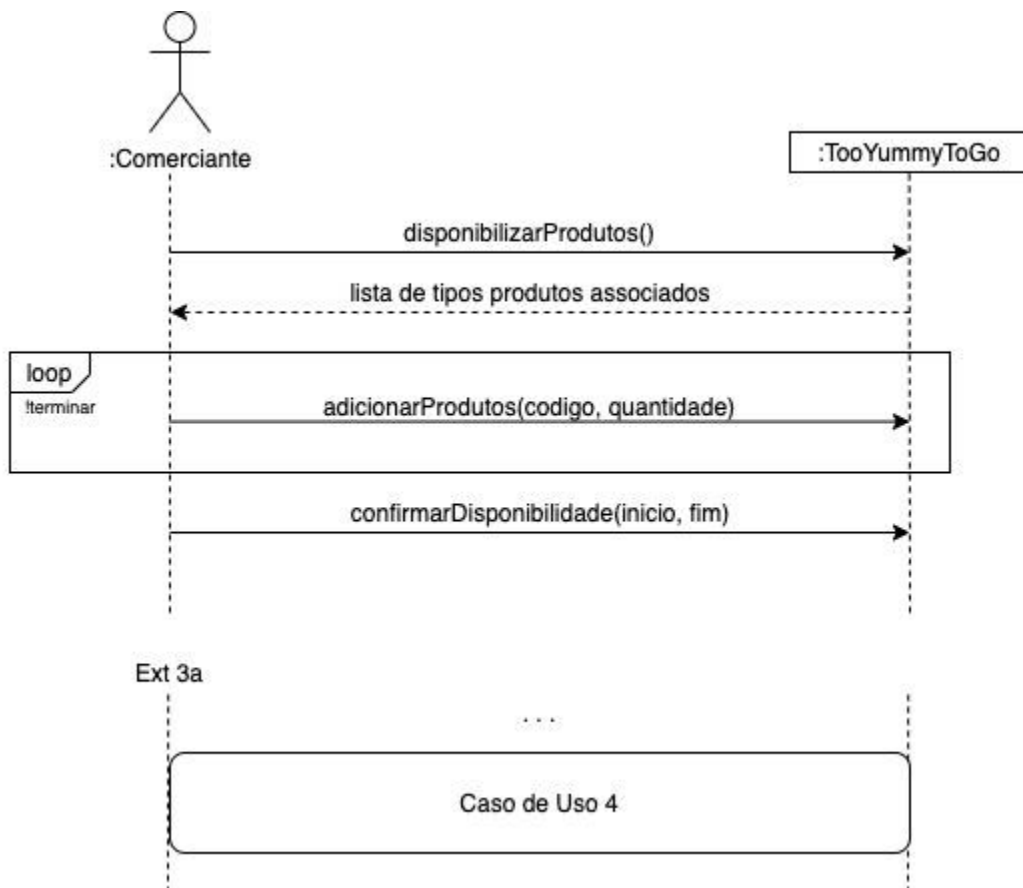 :Comerciante
:TooYummyToGo
disponibilizarProdutos()
lista de tipos produtos associados
loop
!terminar
adicionarProdutos(codigo, quantidade)
confirmarDisponibilidade(inicio, fim)
Ext 3a
. . .
Caso de Uso 4